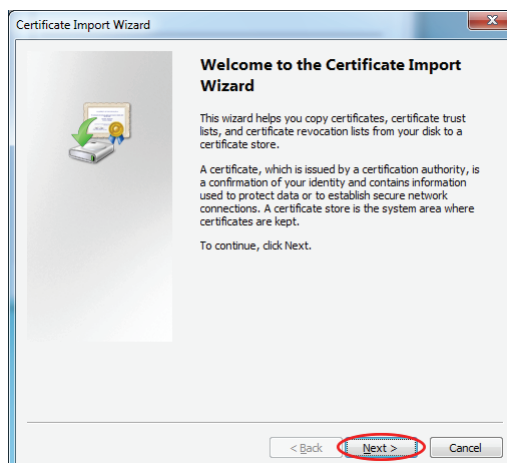 Certificate Import Wizard
Welcome to the Certificate Import
Wizard
This wizard helps you copy certificates, certificate trust
lists, and certificate revocation lists from your disk to a
certificate store.
A certificate, which is issued by a certification authority, is
a confirmation of your identity and contains information
used to protect data or to establish secure network
connections. A certificate store is the system area where
certificates are kept.
To continue, click Next.
< Back Next > Cancel